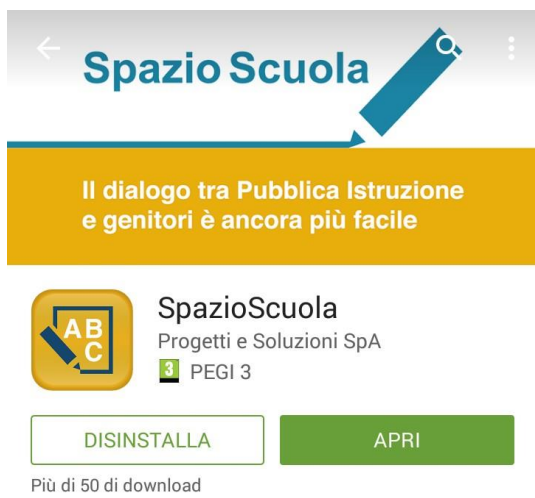 Spazio Scuola
Il dialogo tra Pubblica Istruzione
e genitori è ancora più facile
AB
C
SpazioScuola
Progetti e Soluzioni SpA
3 PEGI 3
DISINSTALLA
APRI
Più di 50 di download